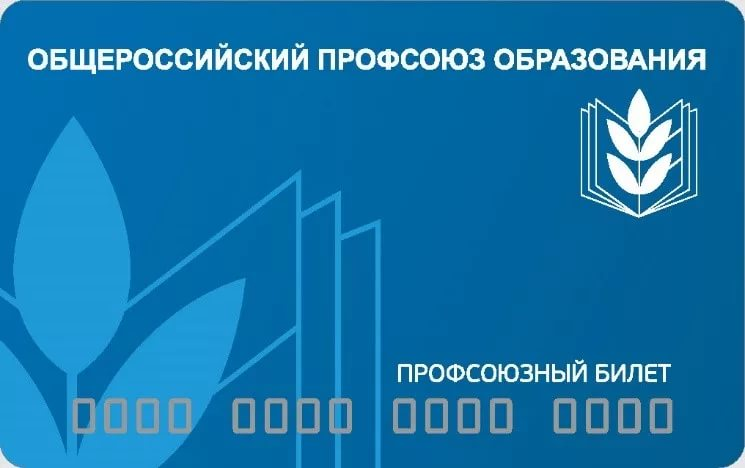 ОБЩЕРОССИЙСКИЙ ПРОФСОЮЗ ОБРАЗОВАНИЯ
ПРОФСОЮЗНЫЙ БИЛЕТ
0000 0000 0000 0000